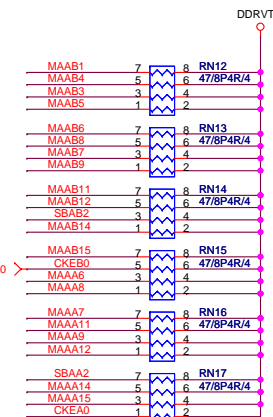 DDRVT
MAAB1 7 8 RN12
MAAB4 5 6 47/8P4R/4
MAAB3 3 4
MAAB5 1 2
MAAB6 7 8 RN13
MAAB8 5 6 47/8P4R/4
MAAB7 3 4
MAAB9 1 2
MAAB11 7 8 RN14
MAAB12 5 6 47/8P4R/4
SBAB2 3 4
MAAB14 1 2
MAAB15 7 8 RN15
0 CKEB0 5 6 47/8P4R/4
MAAA6 3 4
MAAA8 1 2
MAAA7 7 8 RN16
MAAA11 5 6 47/8P4R/4
MAAA9 3 4
MAAA12 1 2
SBAA2 7 8 RN17
MAAA14 5 6 47/8P4R/4
MAAA15 3 4
CKEA0 1 2